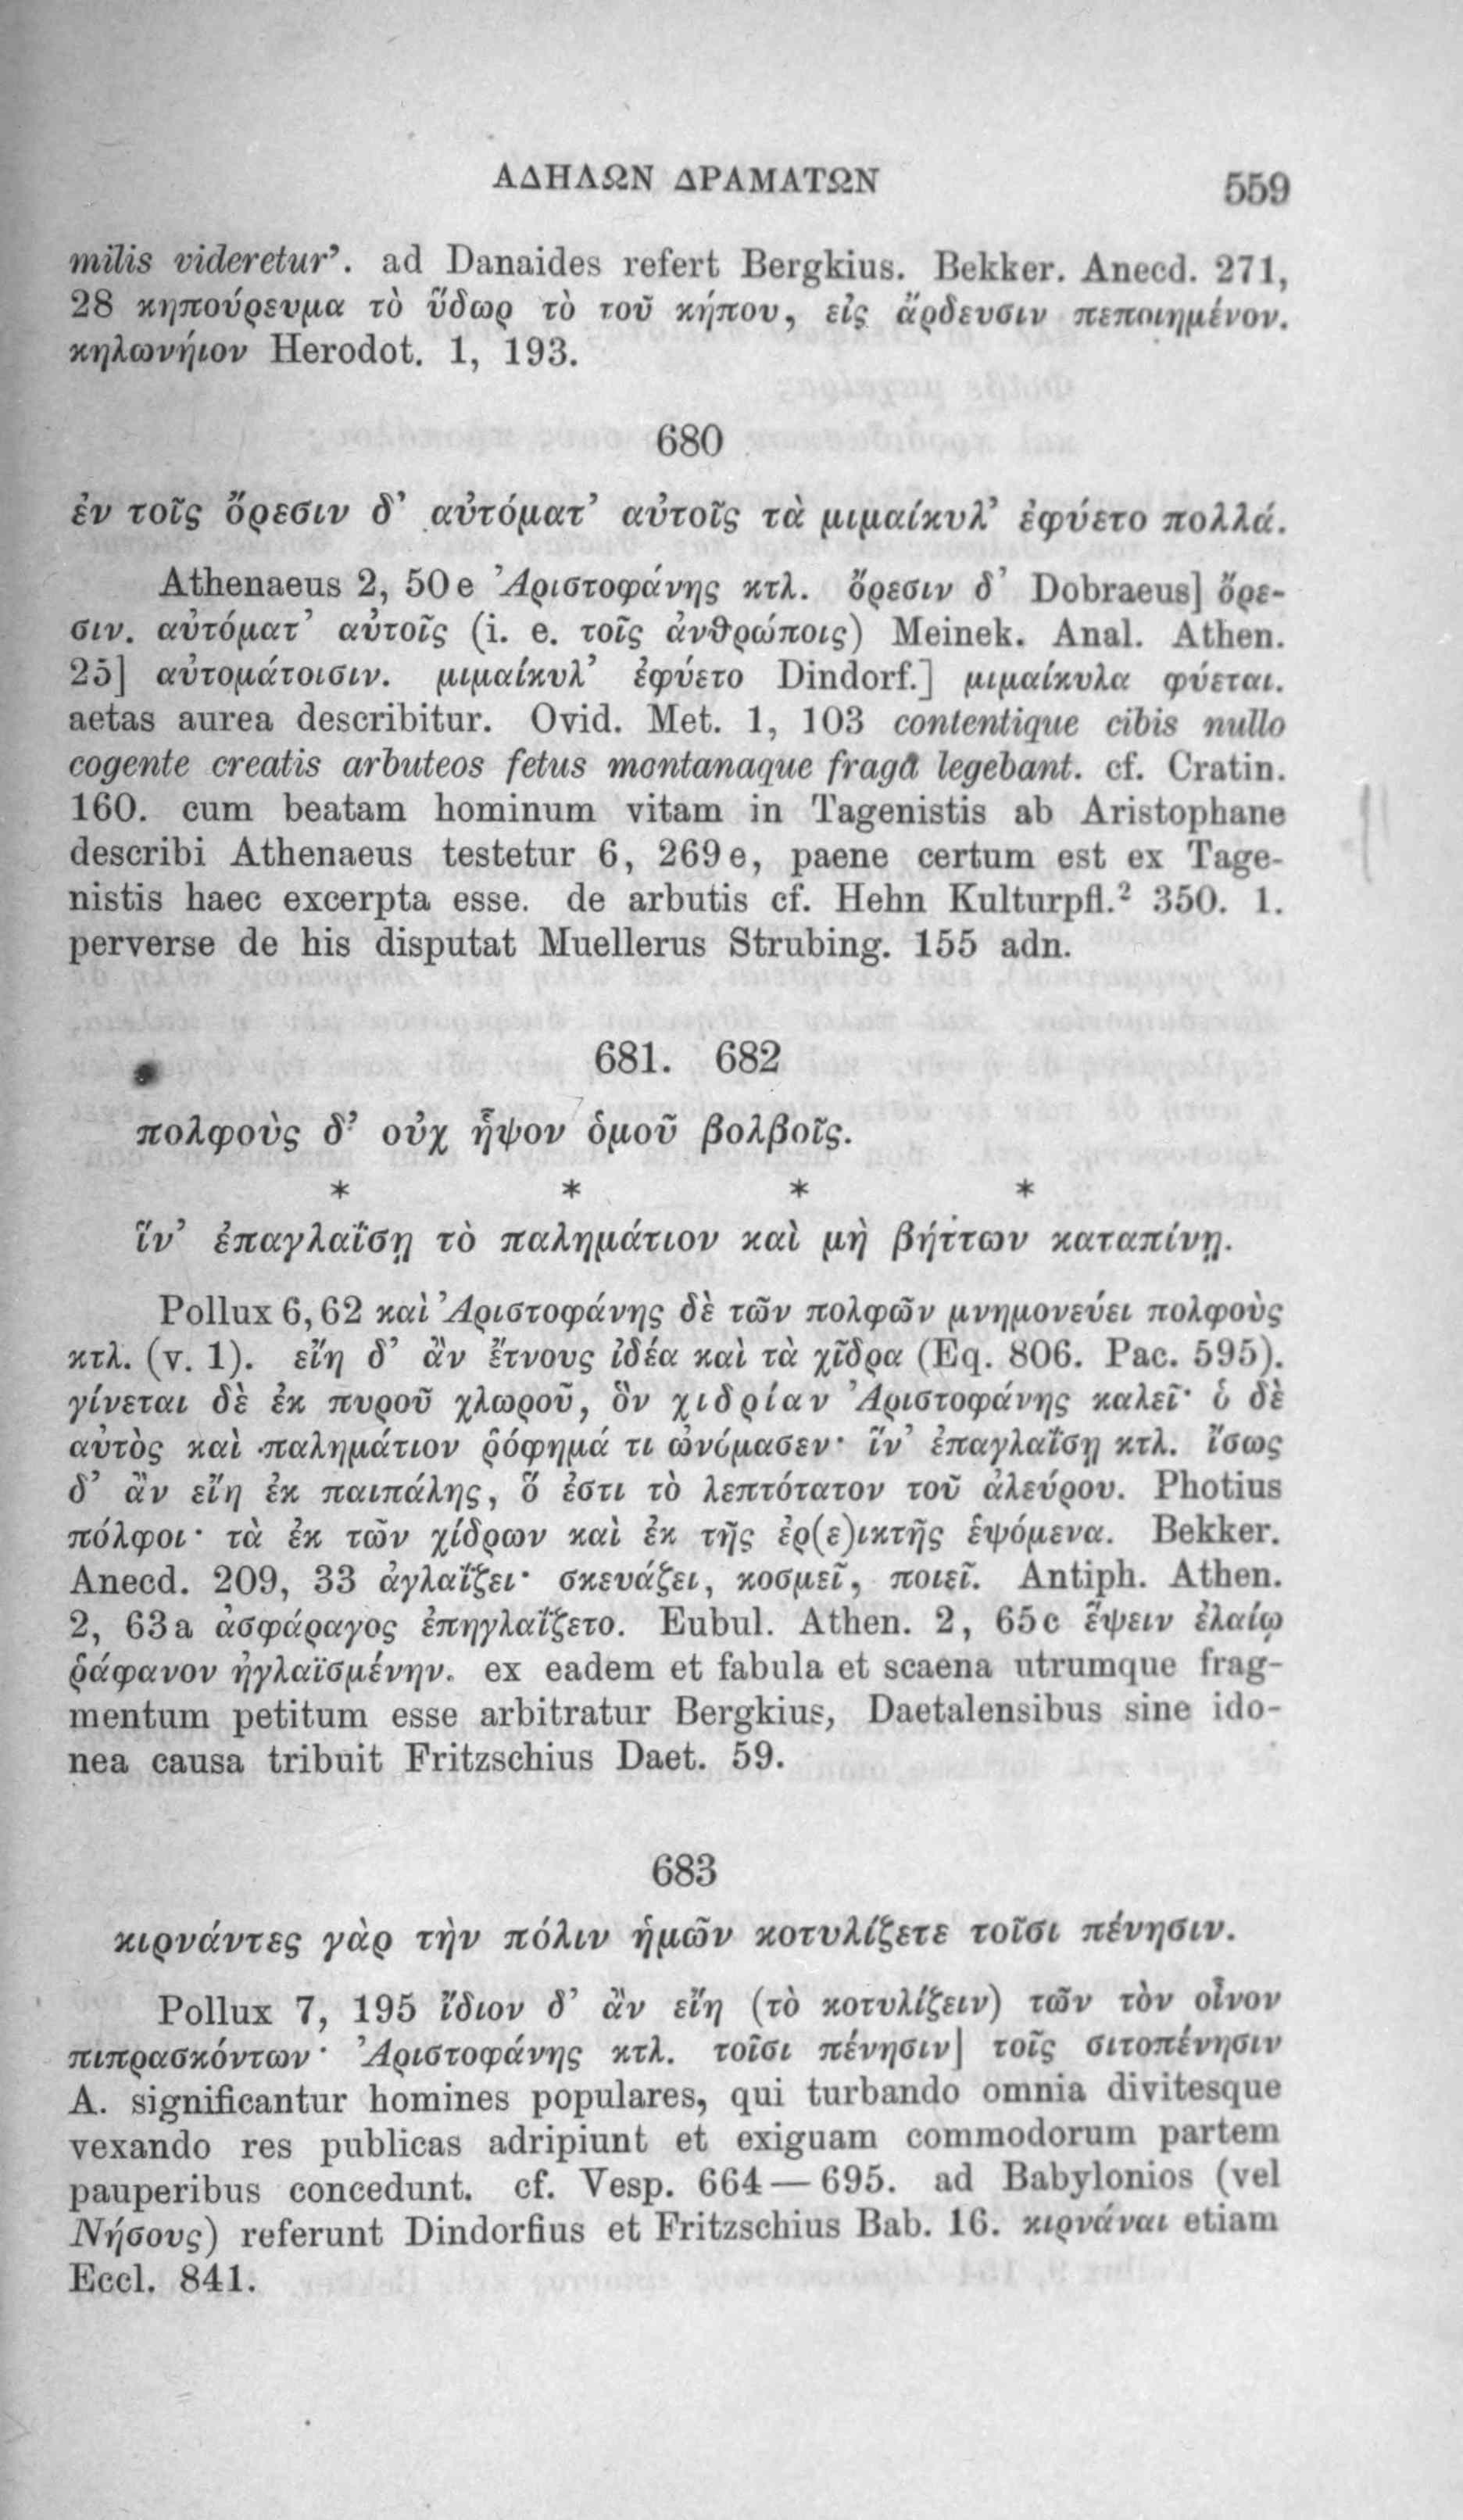 ΑΔΗΛΩΝ ΔΡΑΜΑΤΩΝ 559
milis videretur’. ad Danaides refert Bergkius. Bekker. Anecd. 271,
28 κηπούρευμα τὸ ὕδωρ τὸ τοῦ κήπου, εἰς ἄρδευσιν πεποιημένον.
κηλωνήιον Herodot. 1, 193.
680
ἐν τοῖς ὄρεσιν δ’ αὐτόματ’ αὐτοῖς τὰ μιμαίκυλ’ ἐφύετο πολλά.
Athenaeus 2, 50 e Ἀριστοφάνης κτλ. ὄρεσιν δ’ Dobraeus] ὄρε-
σιν. αὐτόματ’ αὐτοῖς (i. e. τοῖς ἀνθρώποις) Meinek. Anal. Athen.
25] αὐτομάτοισιν. μιμαίκυλ’ ἐφύετο Dindorf.] μιμαίκυλα φύεται.
aetas aurea describitur. Ovid. Met. 1, 103 contentique cibis nullo
cogente creatis arbuteos fetus montanaque fraga legebant. cf. Cratin.
160. cum beatam hominum vitam in Tagenistis ab Aristophane
describi Athenaeus testetur 6, 269 e, paene certum est ex Tage-
nistis haec excerpta esse. de arbutis cf. Hehn Kulturpfl.² 350. 1.
perverse de his disputat Muellerus Strubing. 155 adn.
681. 682
πολφοὺς δ’ οὐχ ἧψον ὁμοῦ βολβοῖς.
* * * *
ἵν’ ἐπαγλαΐσῃ τὸ παλημάτιον καὶ μὴ βήττων καταπίνῃ.
Pollux 6, 62 καὶ Ἀριστοφάνης δὲ τῶν πολφῶν μνημονεύει πολφοὺς
κτλ. (v. 1). εἴη δ’ ἂν ἔτνους ἰδέα καὶ τὰ χῖδρα (Eq. 806. Pac. 595).
γίνεται δὲ ἐκ πυροῦ χλωροῦ, ὃν χιδρίαν Ἀριστοφάνης καλεῖ· ὁ δὲ
αὐτὸς καὶ παλημάτιον ῥόφημά τι ὠνόμασεν· ἵν’ ἐπαγλαΐσῃ κτλ. ἴσως
δ’ ἂν εἴη ἐκ παιπάλης, ὅ ἐστι τὸ λεπτότατον τοῦ ἀλεύρου. Photius
πόλφοι· τὰ ἐκ τῶν χίδρων καὶ ἐκ τῆς ἐρ(ε)ικτῆς ἑψόμενα. Bekker.
Anecd. 209, 33 ἀγλαΐζει· σκευάζει, κοσμεῖ, ποιεῖ. Antiph. Athen.
2, 63 a ἀσφάραγος ἐπηγλαΐζετο. Eubul. Athen. 2, 65 c ἕψειν ἐλαίῳ
ῥάφανον ἠγλαϊσμένην. ex eadem et fabula et scaena utrumque frag-
mentum petitum esse arbitratur Bergkius, Daetalensibus sine ido-
nea causa tribuit Fritzschius Daet. 59.
683
κιρνάντες γὰρ τὴν πόλιν ἡμῶν κοτυλίζετε τοῖσι πένησιν.
Pollux 7, 195 ἴδιον δ’ ἂν εἴη (τὸ κοτυλίζειν) τῶν τὸν οἶνον
πιπρασκόντων· Ἀριστοφάνης κτλ. τοῖσι πένησιν] τοῖς σιτοπένησιν
A. significantur homines populares, qui turbando omnia divitesque
vexando res publicas adripiunt et exiguam commodorum partem
pauperibus concedunt. cf. Vesp. 664—695. ad Babylonios (vel
Νήσους) referunt Dindorfius et Fritzschius Bab. 16. κιρνάναι etiam
Eccl. 841.